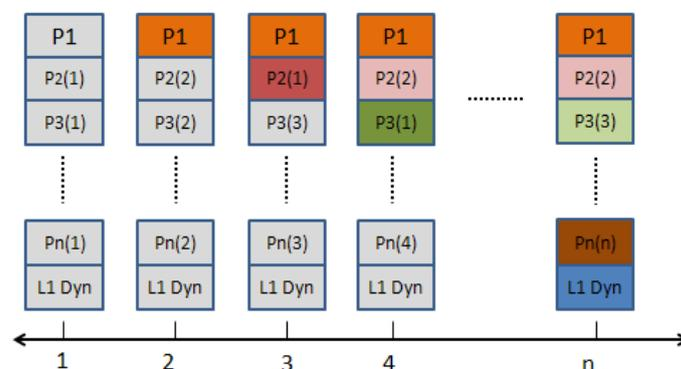 P1 P1 P1 P1 P1
P2(1) P2(2) P2(1) P2(2) P2(2)
P3(1) P3(2) P3(3) P3(1) P3(3)
Pn(1) Pn(2) Pn(3) Pn(4) Pn(n)
L1 Dyn L1 Dyn L1 Dyn L1 Dyn L1 Dyn
1 2 3 4 n